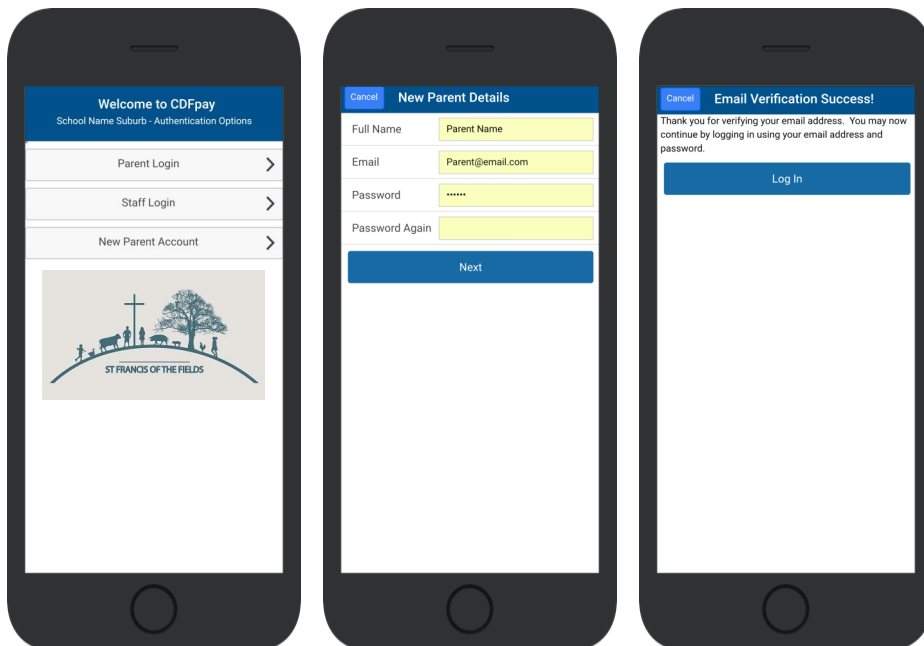 Welcome to CDFpay
School Name Suburb - Authentication Options
Parent Login
Staff Login
New Parent Account
ST FRANCIS OF THE FIELDS
Cancel New Parent Details
Full Name Parent Name
Email Parent@email.com
Password ••••••
Password Again
Next
Cancel Email Verification Success!
Thank you for verifying your email address. You may now
continue by logging in using your email address and
password.
Log In